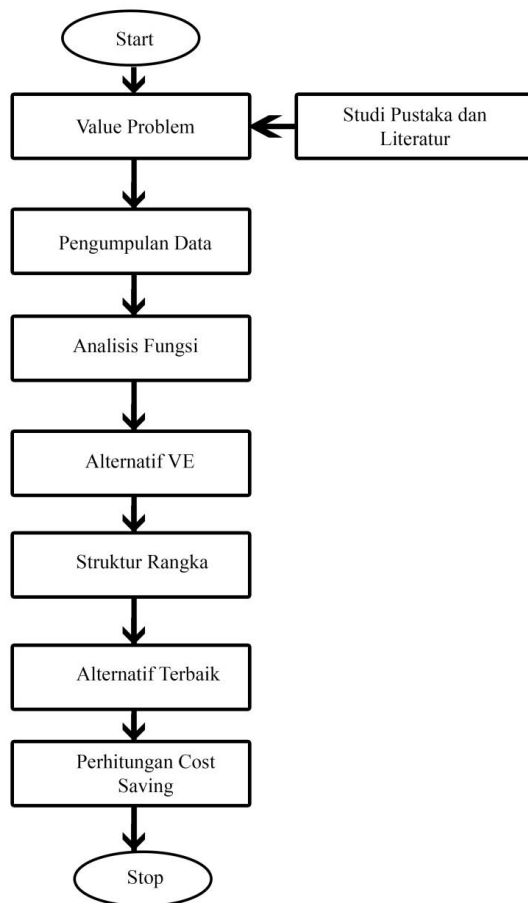 Start
Value Problem
Studi Pustaka dan
Literatur
Pengumpulan Data
Analisis Fungsi
Alternatif VE
Struktur Rangka
Alternatif Terbaik
Perhitungan Cost
Saving
Stop